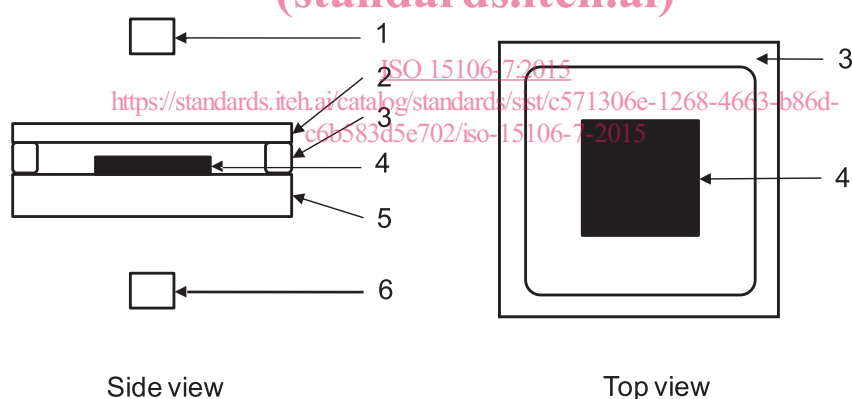 (standards.iteh.ai)
1
ISO 15106-7:2015
2
3
https://standards.iteh.ai/catalog/standards/sist/c571306e-1268-4663-b86d-
3
c6b583d5e702/iso-15106-7-2015
4
4
5
6
Side view
Top view